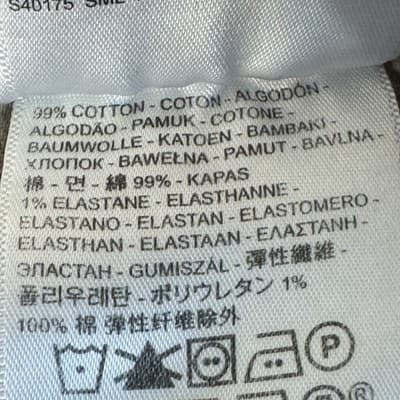 S40175 SML
99% COTTON - COTON - ALGODÓN -
ALGODÃO - PAMUK - COTONE -
BAUMWOLLE - KATOEN - BAMBAKI -
ХЛОПОК - BAWEŁNA - PAMUT - BAVLNA -
棉 - 면 - 綿 99% - KAPAS
1% ELASTANE - ELASTHANNE -
ELASTANO - ELASTAN - ELASTOMERO -
ELASTHAN - ELASTAAN - ΕΛΑΣΤΑΝΗ -
ЭЛАСТАН - GUMISZÁL - 彈性纖維 -
폴리우레탄 - ポリウレタン 1%
100% 棉 弹性纤维除外
P